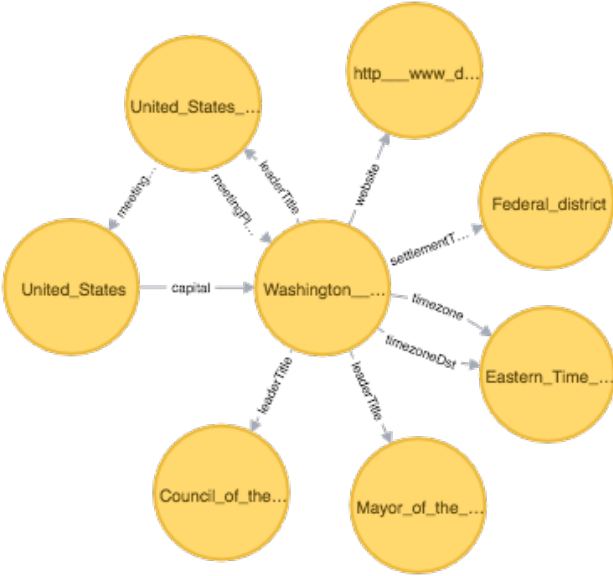 http___www_d...
United_States_...
leaderTitle
website
meeting...
meetingPl...
Federal_district
settlementT...
United_States
capital
Washington__...
timezone
timezoneDst
Eastern_Time_...
leaderTitle
leaderTitle
Council_of_the...
Mayor_of_the_...